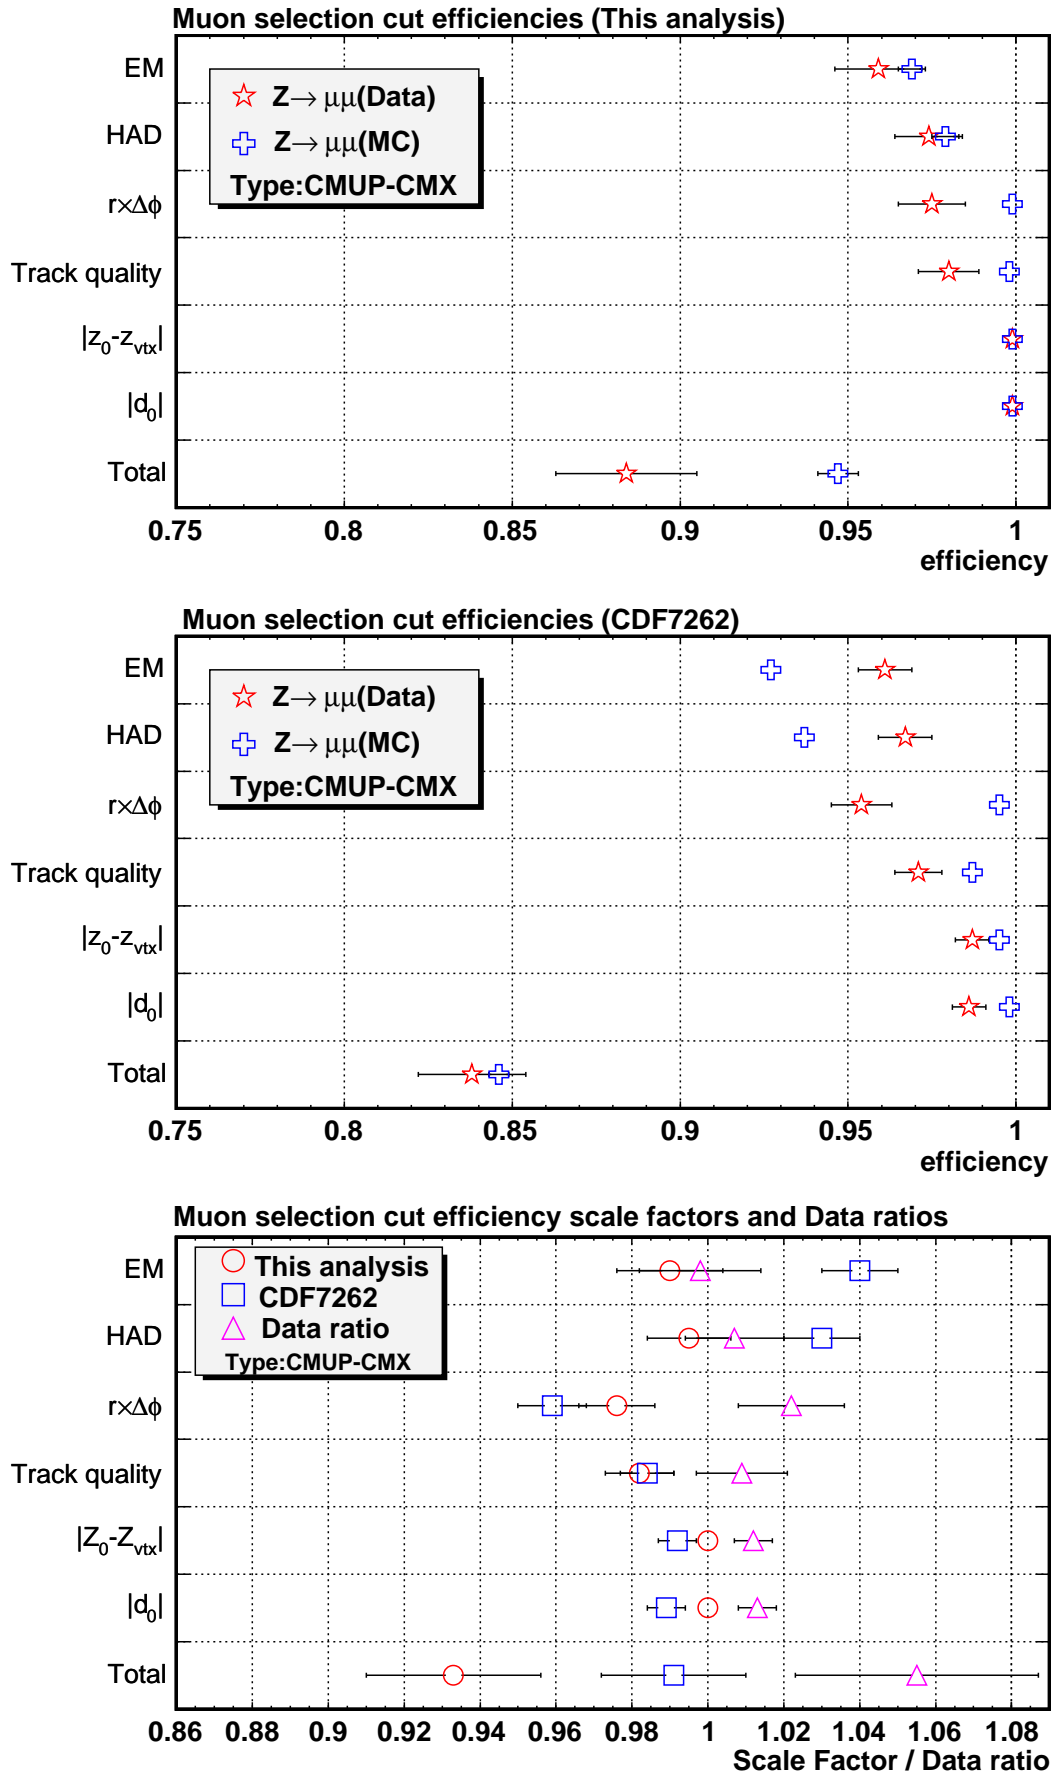 Muon selection cut efficiencies (This analysis)
EM
HAD
r×Δϕ
Track quality
|z₀-z_vtx|
|d₀|
Total
Z→ μμ(Data)
Z→ μμ(MC)
Type:CMUP-CMX
0.75 0.8 0.85 0.9 0.95 1
efficiency
Muon selection cut efficiencies (CDF7262)
EM
HAD
r×Δϕ
Track quality
|z₀-z_vtx|
|d₀|
Total
Z→ μμ(Data)
Z→ μμ(MC)
Type:CMUP-CMX
0.75 0.8 0.85 0.9 0.95 1
efficiency
Muon selection cut efficiency scale factors and Data ratios
EM
HAD
r×Δϕ
Track quality
|Z₀-Z_vtx|
|d₀|
Total
This analysis
CDF7262
Data ratio
Type:CMUP-CMX
0.86 0.88 0.9 0.92 0.94 0.96 0.98 1 1.02 1.04 1.06 1.08
Scale Factor / Data ratio